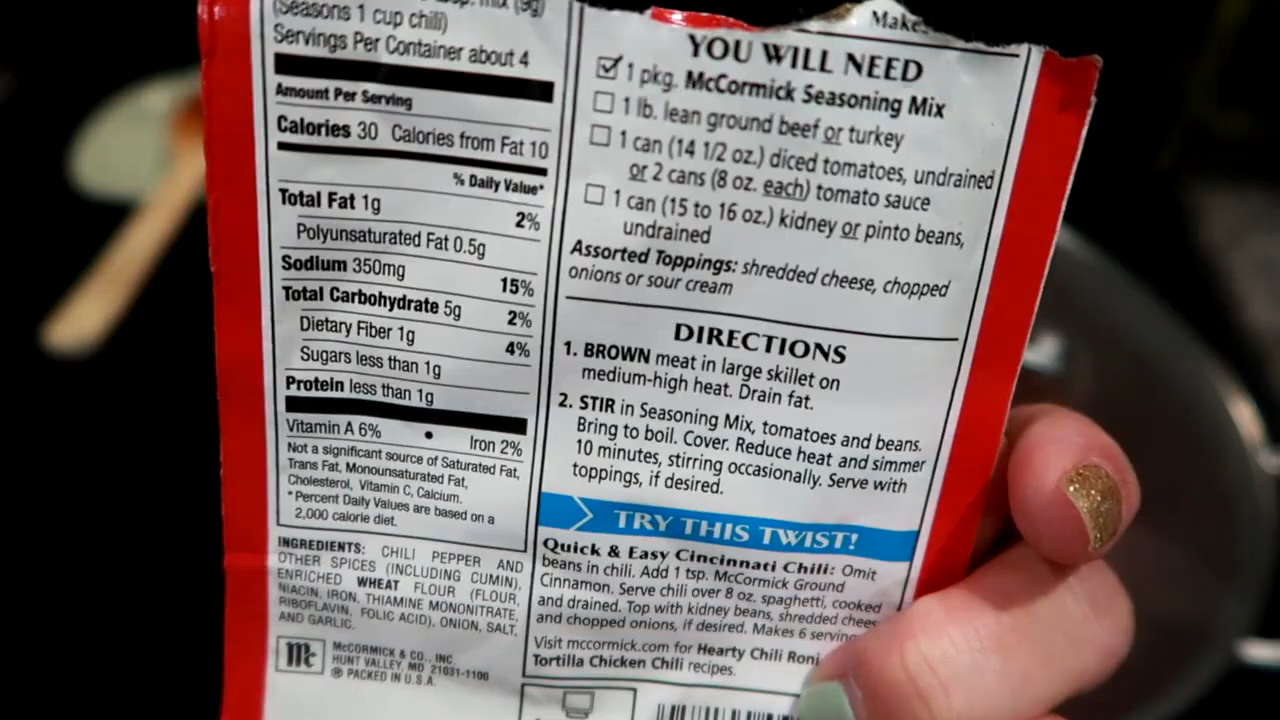 mix (9g)
(Seasons 1 cup chili)
Servings Per Container about 4
Amount Per Serving
Calories 30 Calories from Fat 10
% Daily Value*
Total Fat 1g 2%
Polyunsaturated Fat 0.5g
Sodium 350mg 15%
Total Carbohydrate 5g 2%
Dietary Fiber 1g 4%
Sugars less than 1g
Protein less than 1g
Vitamin A 6% • Iron 2%
Not a significant source of Saturated Fat,
Trans Fat, Monounsaturated Fat,
Cholesterol, Vitamin C, Calcium.
*Percent Daily Values are based on a
2,000 calorie diet.
INGREDIENTS: CHILI PEPPER AND
OTHER SPICES (INCLUDING CUMIN),
ENRICHED WHEAT FLOUR (FLOUR,
NIACIN, IRON, THIAMINE MONONITRATE,
RIBOFLAVIN, FOLIC ACID), ONION, SALT,
AND GARLIC.
Mc
McCORMICK & CO., INC.
HUNT VALLEY, MD 21031-1100
® PACKED IN U.S.A.
Make
YOU WILL NEED
1 pkg. McCormick Seasoning Mix
1 lb. lean ground beef or turkey
1 can (14 1/2 oz.) diced tomatoes, undrained
or 2 cans (8 oz. each) tomato sauce
1 can (15 to 16 oz.) kidney or pinto beans,
undrained
Assorted Toppings: shredded cheese, chopped
onions or sour cream
DIRECTIONS
1. BROWN meat in large skillet on
medium-high heat. Drain fat.
2. STIR in Seasoning Mix, tomatoes and beans.
Bring to boil. Cover. Reduce heat and simmer
10 minutes, stirring occasionally. Serve with
toppings, if desired.
TRY THIS TWIST!
Quick & Easy Cincinnati Chili: Omit
beans in chili. Add 1 tsp. McCormick Ground
Cinnamon. Serve chili over 8 oz. spaghetti, cooked
and drained. Top with kidney beans, shredded chees
and chopped onions, if desired. Makes 6 serving
Visit mccormick.com for Hearty Chili Roni
Tortilla Chicken Chili recipes.